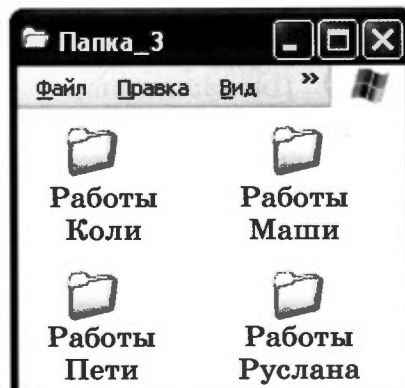 Папка_3
Файл Правка Вид »
Работы Коли
Работы Маши
Работы Пети
Работы Руслана